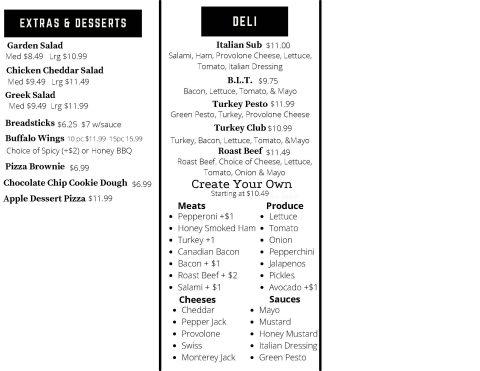 EXTRAS & DESSERTS
Garden Salad
Med $8.49 Lrg $10.99
Chicken Cheddar Salad
Med $9.49 Lrg $11.49
Greek Salad
Med $9.49 Lrg $11.99
Breadsticks $6.25 $7 w/sauce
Buffalo Wings 10 pc $11.99 15pc 15.99
Choice of Spicy (+$2) or Honey BBQ
Pizza Brownie $6.99
Chocolate Chip Cookie Dough $6.99
Apple Dessert Pizza $11.99
DELI
Italian Sub $11.00
Salami, Ham, Provolone Cheese, Lettuce,
Tomato, Italian Dressing
B.L.T. $9.75
Bacon, Lettuce, Tomato, & Mayo
Turkey Pesto $11.99
Green Pesto, Turkey, Provolone Cheese
Turkey Club $10.99
Turkey, Bacon, Lettuce, Tomato, &Mayo
Roast Beef $11.49
Roast Beef. Choice of Cheese, Lettuce,
Tomato, Onion & Mayo
Create Your Own
Starting at $10.49
Meats
• Pepperoni +$1
• Honey Smoked Ham
• Turkey +1
• Canadian Bacon
• Bacon + $1
• Roast Beef + $2
• Salami + $1
Produce
• Lettuce
• Tomato
• Onion
• Pepperchini
• Jalapenos
• Pickles
• Avocado +$1
Cheeses
• Cheddar
• Pepper Jack
• Provolone
• Swiss
• Monterey Jack
Sauces
• Mayo
• Mustard
• Honey Mustard
• Italian Dressing
• Green Pesto